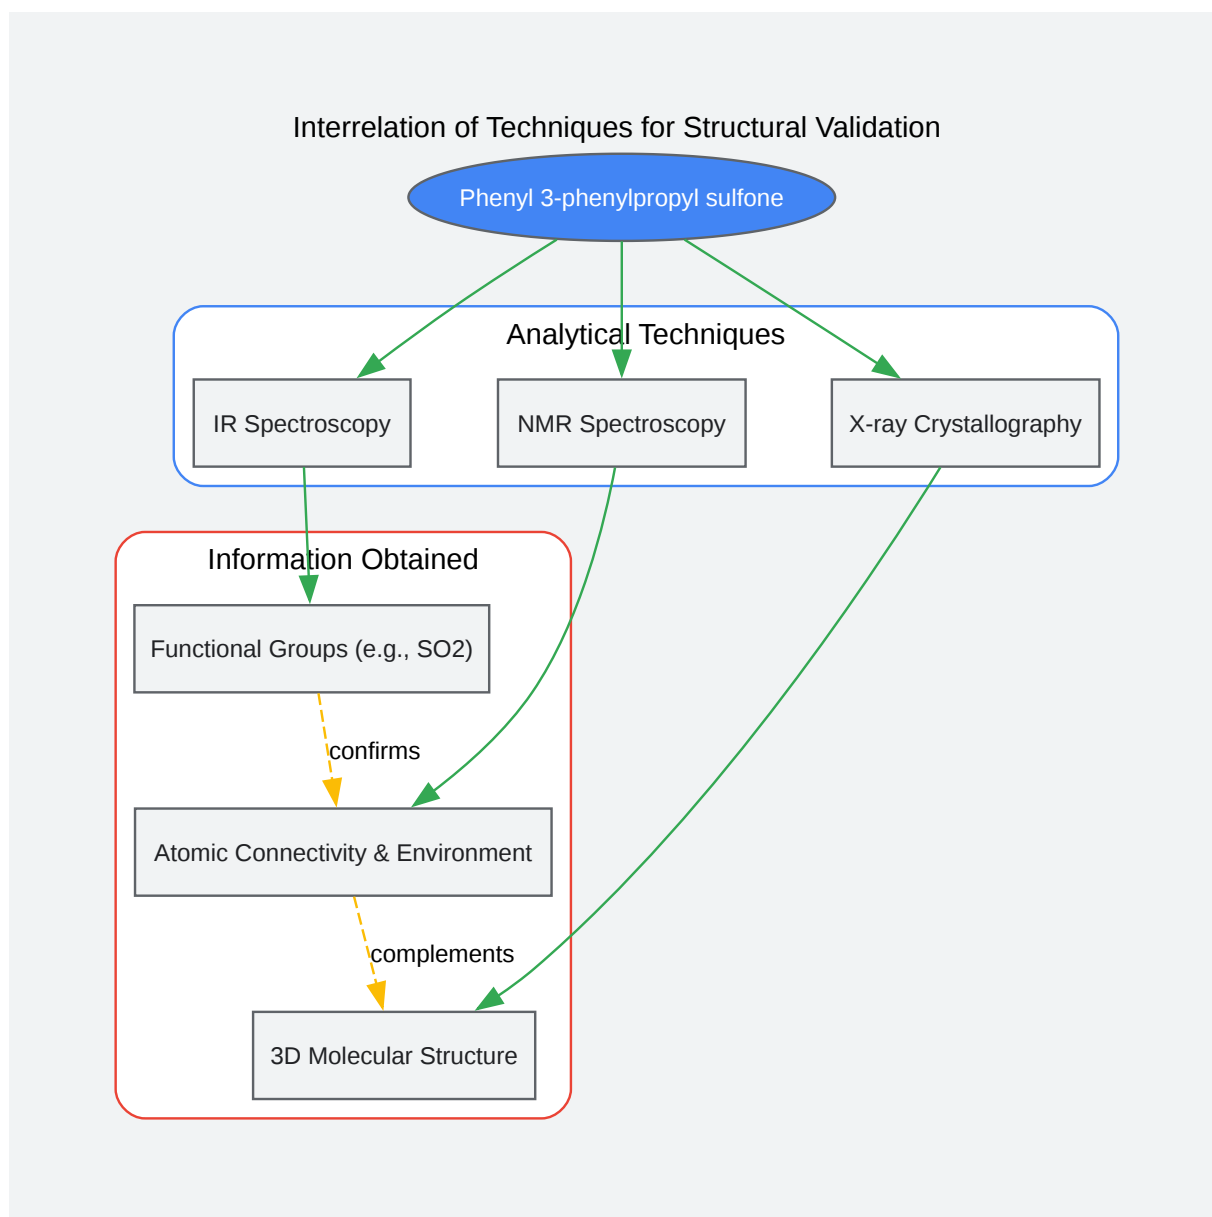 Interrelation of Techniques for Structural Validation
Phenyl 3-phenylpropyl sulfone
Analytical Techniques
IR Spectroscopy
NMR Spectroscopy
X-ray Crystallography
Information Obtained
Functional Groups (e.g., SO2)
confirms
Atomic Connectivity & Environment
complements
3D Molecular Structure